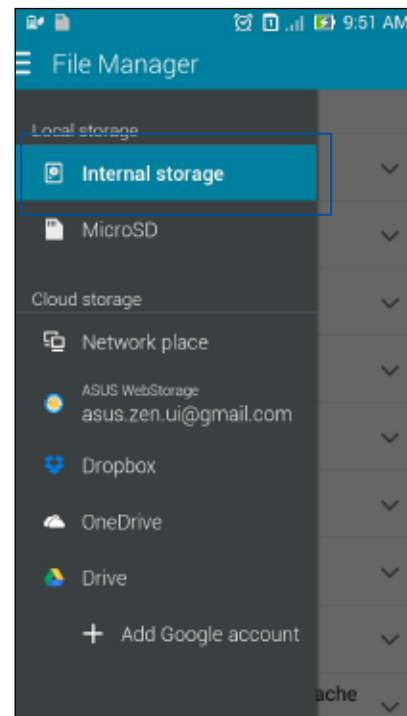 9:51 AM
File Manager
Local storage
Internal storage
MicroSD
Cloud storage
Network place
ASUS WebStorage
asus.zen.ui@gmail.com
Dropbox
OneDrive
Drive
+ Add Google account
ache